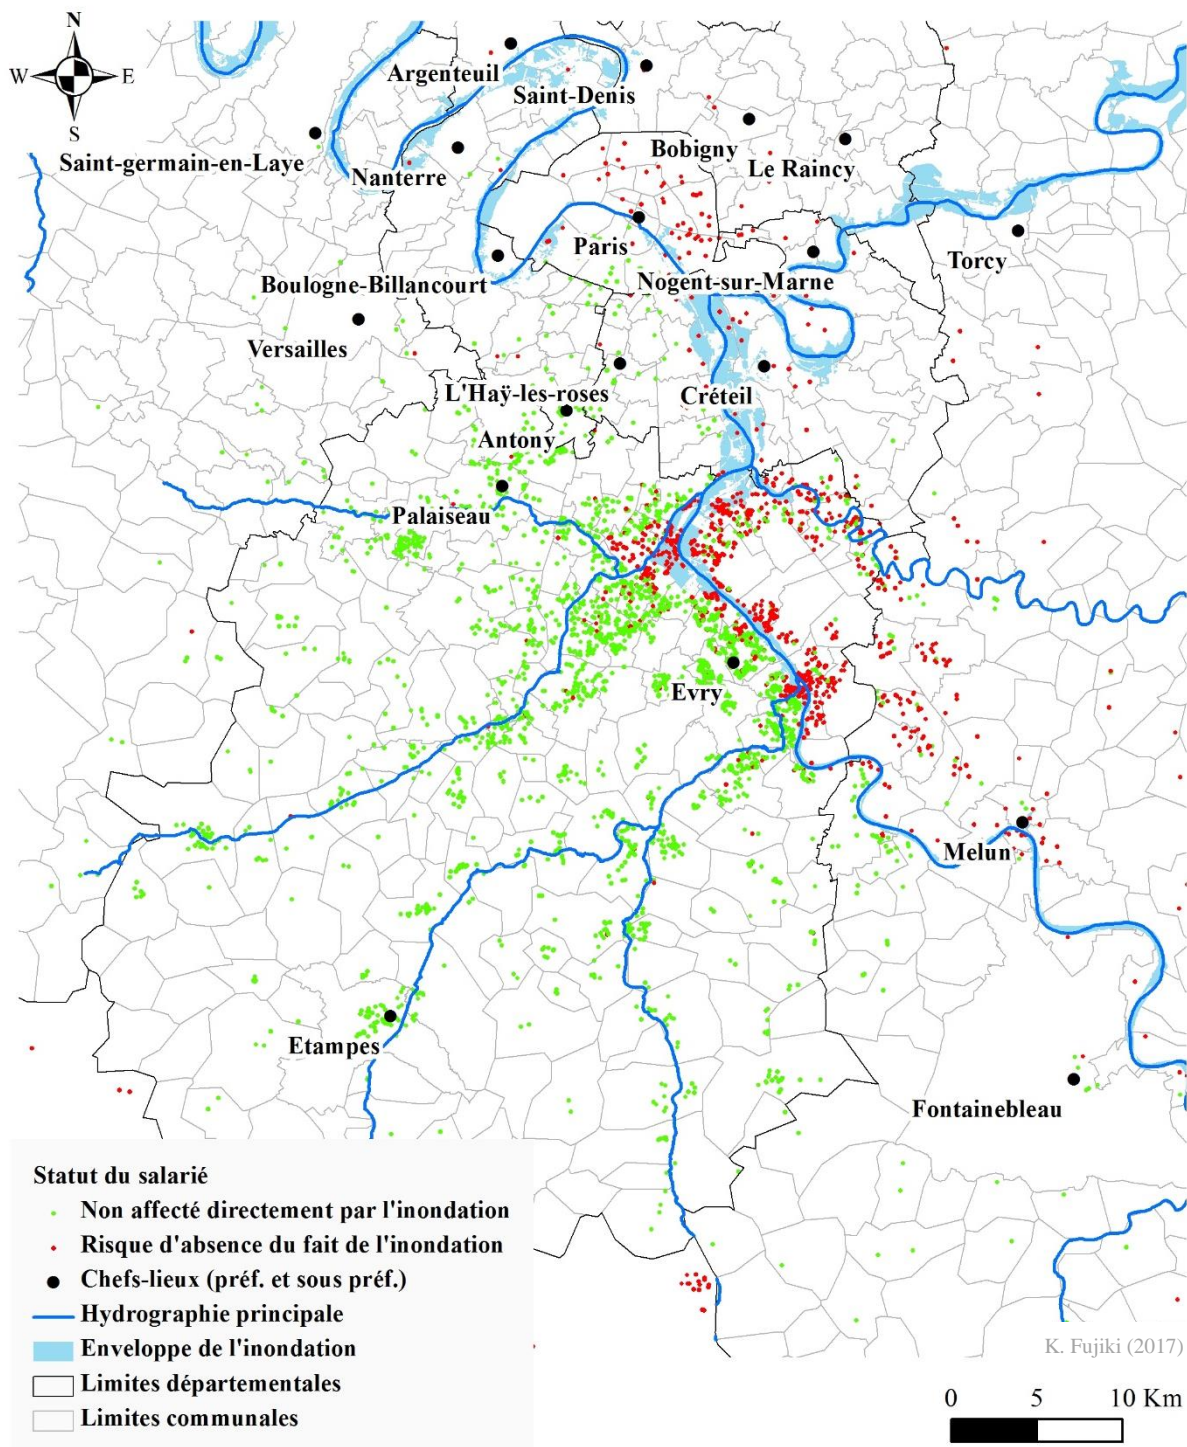 N
W E
S
Argenteuil
Saint-Denis
Saint-germain-en-Laye
Nanterre
Bobigny
Le Raincy
Paris
Torcy
Boulogne-Billancourt
Nogent-sur-Marne
Versailles
L'Haÿ-les-roses
Créteil
Antony
Palaiseau
Evry
Melun
Etampes
Fontainebleau
Statut du salarié
Non affecté directement par l'inondation
Risque d'absence du fait de l'inondation
Chefs-lieux (préf. et sous préf.)
Hydrographie principale
Enveloppe de l'inondation
Limites départementales
Limites communales
K. Fujiki (2017)
0 5 10 Km